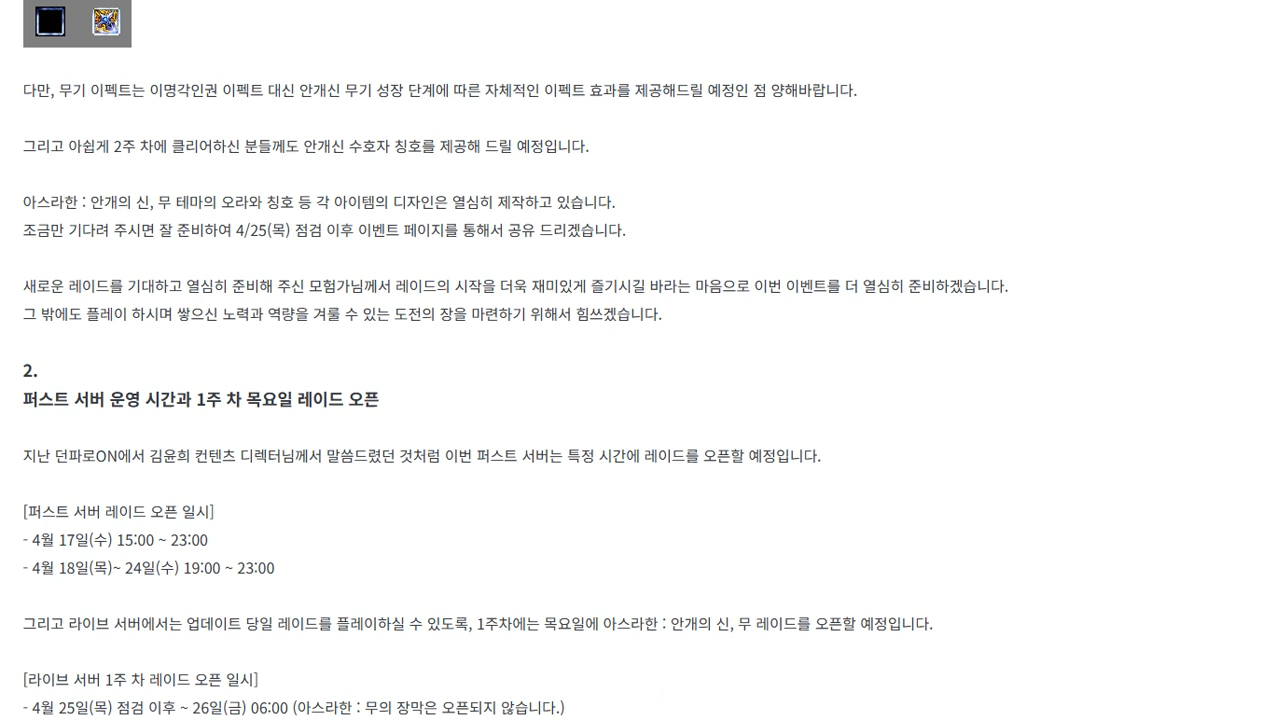 다만, 무기 이펙트는 이명각인권 이펙트 대신 안개신 무기 성장 단계에 따른 자체적인 이펙트 효과를 제공해드릴 예정인 점 양해바랍니다.
그리고 아쉽게 2주 차에 클리어하신 분들께도 안개신 수호자 칭호를 제공해 드릴 예정입니다.
아스라한 : 안개의 신, 무 테마의 오라와 칭호 등 각 아이템의 디자인은 열심히 제작하고 있습니다.
조금만 기다려 주시면 잘 준비하여 4/25(목) 점검 이후 이벤트 페이지를 통해서 공유 드리겠습니다.
새로운 레이드를 기대하고 열심히 준비해 주신 모험가님께서 레이드의 시작을 더욱 재미있게 즐기시길 바라는 마음으로 이번 이벤트를 더 열심히 준비하겠습니다.
그 밖에도 플레이 하시며 쌓으신 노력과 역량을 겨룰 수 있는 도전의 장을 마련하기 위해서 힘쓰겠습니다.
2.
퍼스트 서버 운영 시간과 1주 차 목요일 레이드 오픈
지난 던파로ON에서 김윤희 컨텐츠 디렉터님께서 말씀드렸던 것처럼 이번 퍼스트 서버는 특정 시간에 레이드를 오픈할 예정입니다.
[퍼스트 서버 레이드 오픈 일시]
- 4월 17일(수) 15:00 ~ 23:00
- 4월 18일(목)~ 24일(수) 19:00 ~ 23:00
그리고 라이브 서버에서는 업데이트 당일 레이드를 플레이하실 수 있도록, 1주차에는 목요일에 아스라한 : 안개의 신, 무 레이드를 오픈할 예정입니다.
[라이브 서버 1주 차 레이드 오픈 일시]
- 4월 25일(목) 점검 이후 ~ 26일(금) 06:00 (아스라한 : 무의 장막은 오픈되지 않습니다.)